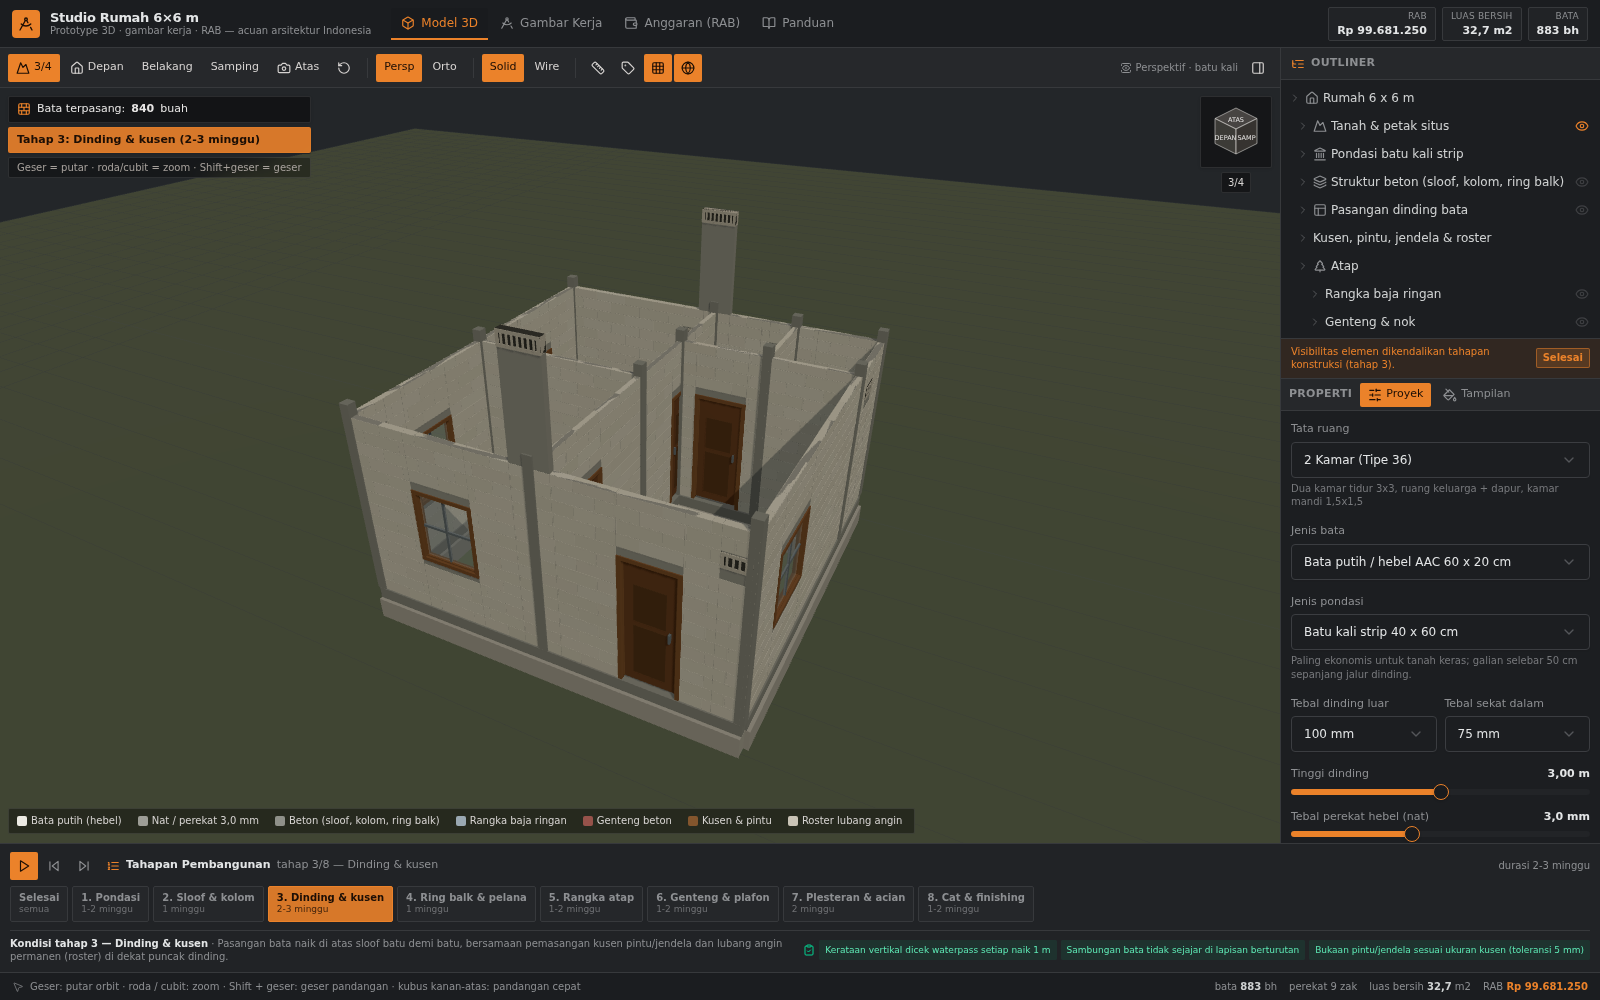 Studio Rumah 6×6 m
Prototype 3D · gambar kerja · RAB — acuan arsitektur Indonesia
Model 3D
Gambar Kerja
Anggaran (RAB)
Panduan
RAB
Rp 99.681.250
LUAS BERSIH
32,7 m2
BATA
883 bh
3/4
Depan
Belakang
Samping
Atas
Persp
Orto
Solid
Wire
Perspektif · batu kali
Bata terpasang: 840 buah
Tahap 3: Dinding & kusen (2-3 minggu)
Geser = putar · roda/cubit = zoom · Shift+geser = geser
ATAS
DEPAN
SAMP
3/4
Bata putih (hebel)
Nat / perekat 3,0 mm
Beton (sloof, kolom, ring balk)
Rangka baja ringan
Genteng beton
Kusen & pintu
Roster lubang angin
OUTLINER
Rumah 6 x 6 m
Tanah & petak situs
Pondasi batu kali strip
Struktur beton (sloof, kolom, ring balk)
Pasangan dinding bata
Kusen, pintu, jendela & roster
Atap
Rangka baja ringan
Genteng & nok
Visibilitas elemen dikendalikan tahapan
konstruksi (tahap 3).
Selesai
PROPERTI
Proyek
Tampilan
Tata ruang
2 Kamar (Tipe 36)
Dua kamar tidur 3x3, ruang keluarga + dapur, kamar
mandi 1,5x1,5
Jenis bata
Bata putih / hebel AAC 60 x 20 cm
Jenis pondasi
Batu kali strip 40 x 60 cm
Paling ekonomis untuk tanah keras; galian selebar 50 cm
sepanjang jalur dinding.
Tebal dinding luar
Tebal sekat dalam
100 mm
75 mm
Tinggi dinding
3,00 m
Tebal perekat hebel (nat)
3,0 mm
Tahapan Pembangunan
tahap 3/8 — Dinding & kusen
durasi 2-3 minggu
Selesai
semua
1. Pondasi
1-2 minggu
2. Sloof & kolom
1 minggu
3. Dinding & kusen
2-3 minggu
4. Ring balk & pelana
1 minggu
5. Rangka atap
1-2 minggu
6. Genteng & plafon
1-2 minggu
7. Plesteran & acian
2 minggu
8. Cat & finishing
1-2 minggu
Kondisi tahap 3 — Dinding & kusen · Pasangan bata naik di atas sloof batu demi batu, bersamaan pemasangan kusen pintu/jendela dan lubang angin
permanen (roster) di dekat puncak dinding.
Kerataan vertikal dicek waterpass setiap naik 1 m
Sambungan bata tidak sejajar di lapisan berturutan
Bukaan pintu/jendela sesuai ukuran kusen (toleransi 5 mm)
Geser: putar orbit · roda / cubit: zoom · Shift + geser: geser pandangan · kubus kanan-atas: pandangan cepat
bata 883 bh
perekat 9 zak
luas bersih 32,7 m2
RAB Rp 99.681.250